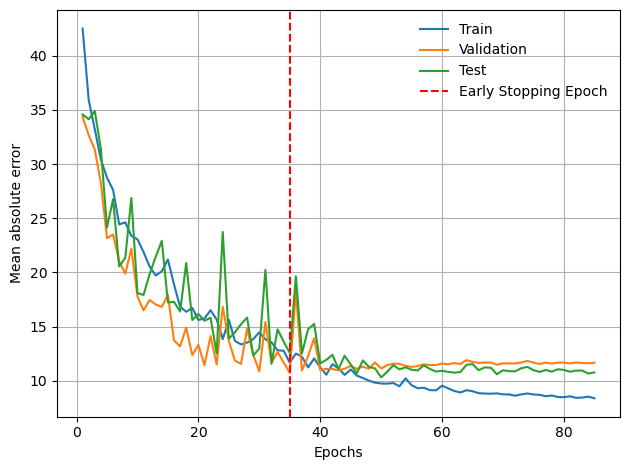 Train
Validation
Test
Early Stopping Epoch
40
35
30
25
20
15
10
Mean absolute error
0
20
40
60
80
Epochs